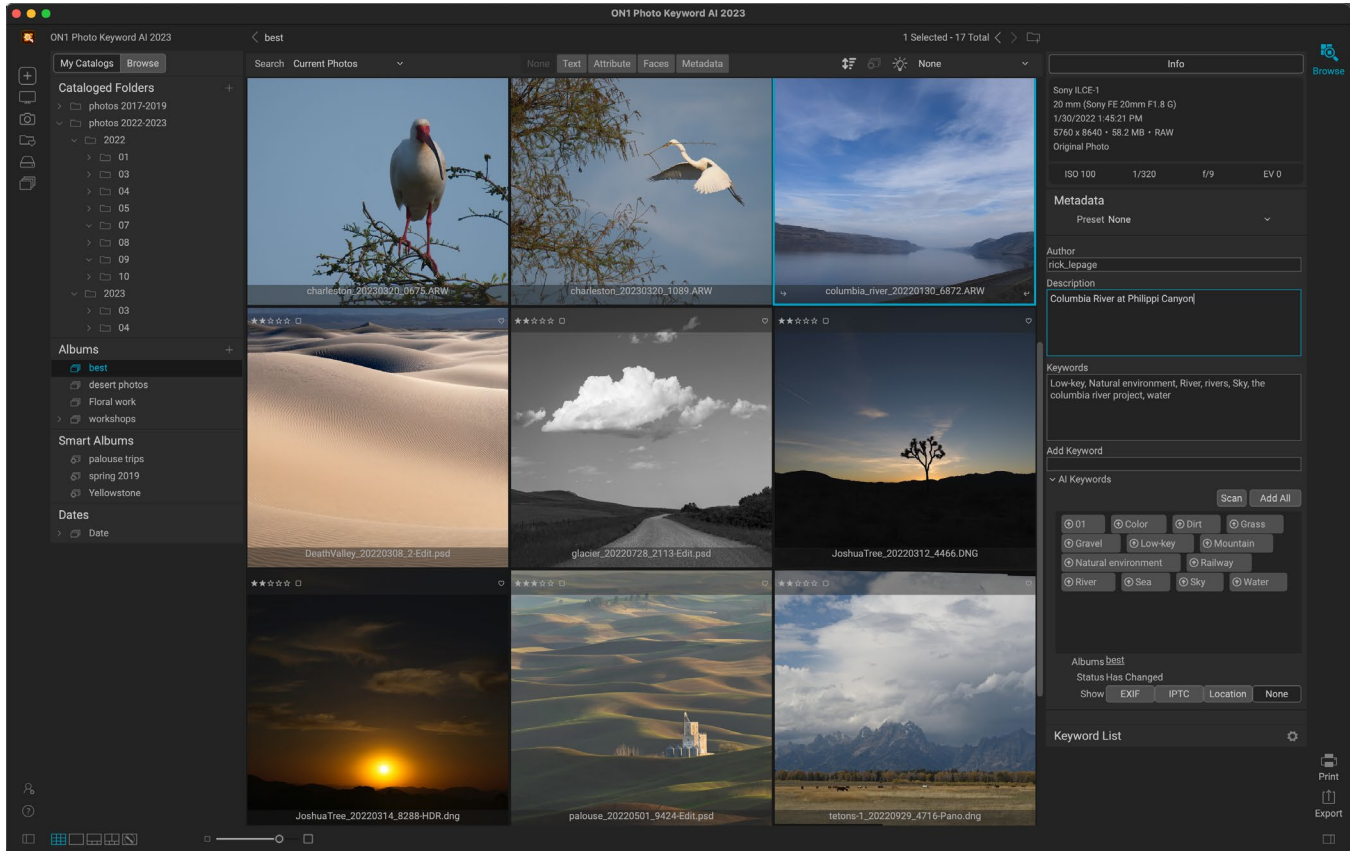 ON1 Photo Keyword AI 2023
ON1 Photo Keyword AI 2023
best
1 Selected - 17 Total
My Catalogs Browse
Search Current Photos
None Text Attribute Faces Metadata
None
Cataloged Folders
photos 2017-2019
photos 2022-2023
2022
01
03
04
05
07
08
09
10
2023
03
04
Albums
best
desert photos
Floral work
workshops
Smart Albums
palouse trips
spring 2019
Yellowstone
Dates
Date
charleston_20230320_0675.ARW
charleston_20230320_1089.ARW
columbia_river_20220130_6872.ARW
DeathValley_20220308_2-Edit.psd
glacier_20220728_2113-Edit.psd
JoshuaTree_20220312_4466.DNG
JoshuaTree_20220314_8288-HDR.dng
palouse_20220501_9424-Edit.psd
tetons-1_20220929_4716-Pano.dng
Info
Sony ILCE-1
20 mm (Sony FE 20mm F1.8 G)
1/30/2022 1:45:21 PM
5760 x 8640 • 58.2 MB • RAW
Original Photo
ISO 100 1/320 f/9 EV 0
Metadata
Preset None
Author
rick_lepage
Description
Columbia River at Philippi Canyon
Keywords
Low-key, Natural environment, River, rivers, Sky, the
columbia river project, water
Add Keyword
AI Keywords
Scan Add All
01 Color Dirt Grass
Gravel Low-key Mountain
Natural environment Railway
River Sea Sky Water
Albums best
Status Has Changed
Show EXIF IPTC Location None
Keyword List
Browse
Print
Export